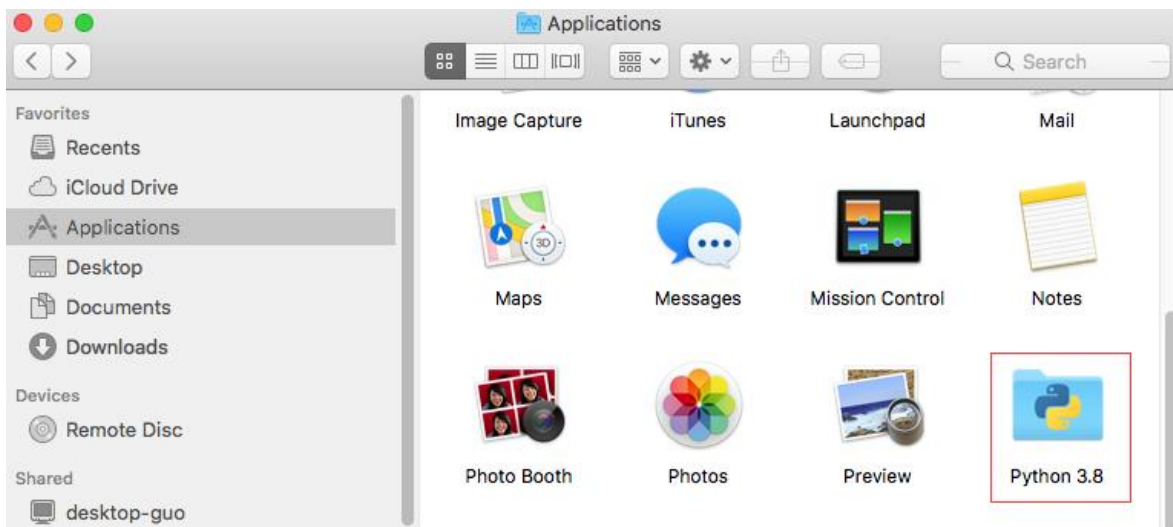 Applications
Search
Favorites
Recents
iCloud Drive
Applications
Desktop
Documents
Downloads
Devices
Remote Disc
Shared
desktop-guo
Image Capture
iTunes
Launchpad
Mail
Maps
3D
Messages
Mission Control
Notes
Photo Booth
Photos
Preview
Python 3.8